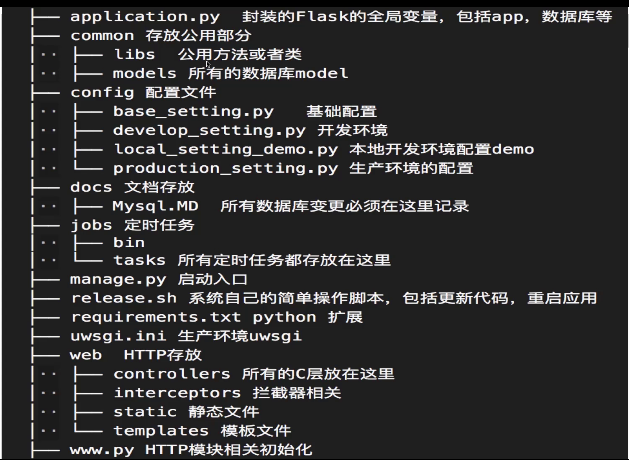 ├── application.py  封装的Flask的全局变量，包括app，数据库等
├── common 存放公用部分
│·· ├── libs  公用方法或者类
│·· ├── models 所有的数据库model
├── config 配置文件
│·· ├── base_setting.py  基础配置
│·· ├── develop_setting.py 开发环境
│·· ├── local_setting_demo.py 本地开发环境配置demo
│·· └── production_setting.py 生产环境的配置
├── docs 文档存放
│·· ├── Mysql.MD  所有数据库变更必须在这里记录
├── jobs 定时任务
│·· ├── bin
│·· └── tasks 所有定时任务都存放在这里
├── manage.py 启动入口
├── release.sh 系统自己的简单操作脚本，包括更新代码，重启应用
├── requirements.txt python 扩展
├── uwsgi.ini 生产环境uwsgi
├── web  HTTP存放
│·· ├── controllers 所有的C层放在这里
│·· ├── interceptors 拦截器相关
│·· ├── static 静态文件
│·· └── templates 模板文件
├── www.py HTTP模块相关初始化